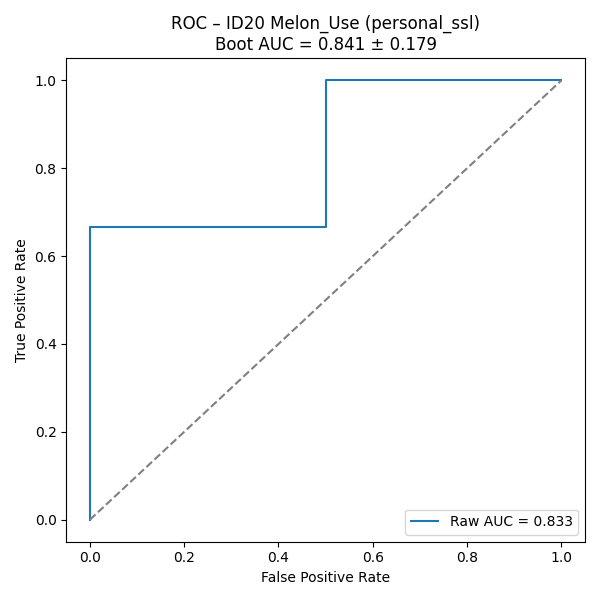 ROC – ID20 Melon_Use (personal_ssl)
Boot AUC = 0.841 ± 0.179
True Positive Rate
1.0
0.8
0.6
0.4
0.2
0.0
Raw AUC = 0.833
0.0 0.2 0.4 0.6 0.8 1.0
False Positive Rate